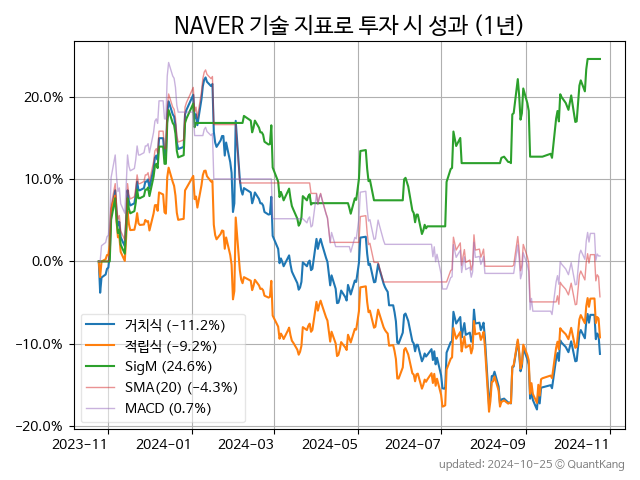 NAVER 기술 지표로 투자 시 성과 (1년)
20.0%
10.0%
0.0%
−10.0%
−20.0%
거치식 (−11.2%)
적립식 (−9.2%)
SigM (24.6%)
SMA(20) (−4.3%)
MACD (0.7%)
2023−11 2024−01 2024−03 2024−05 2024−07 2024−09 2024−11
updated: 2024-10-25 © QuantKang